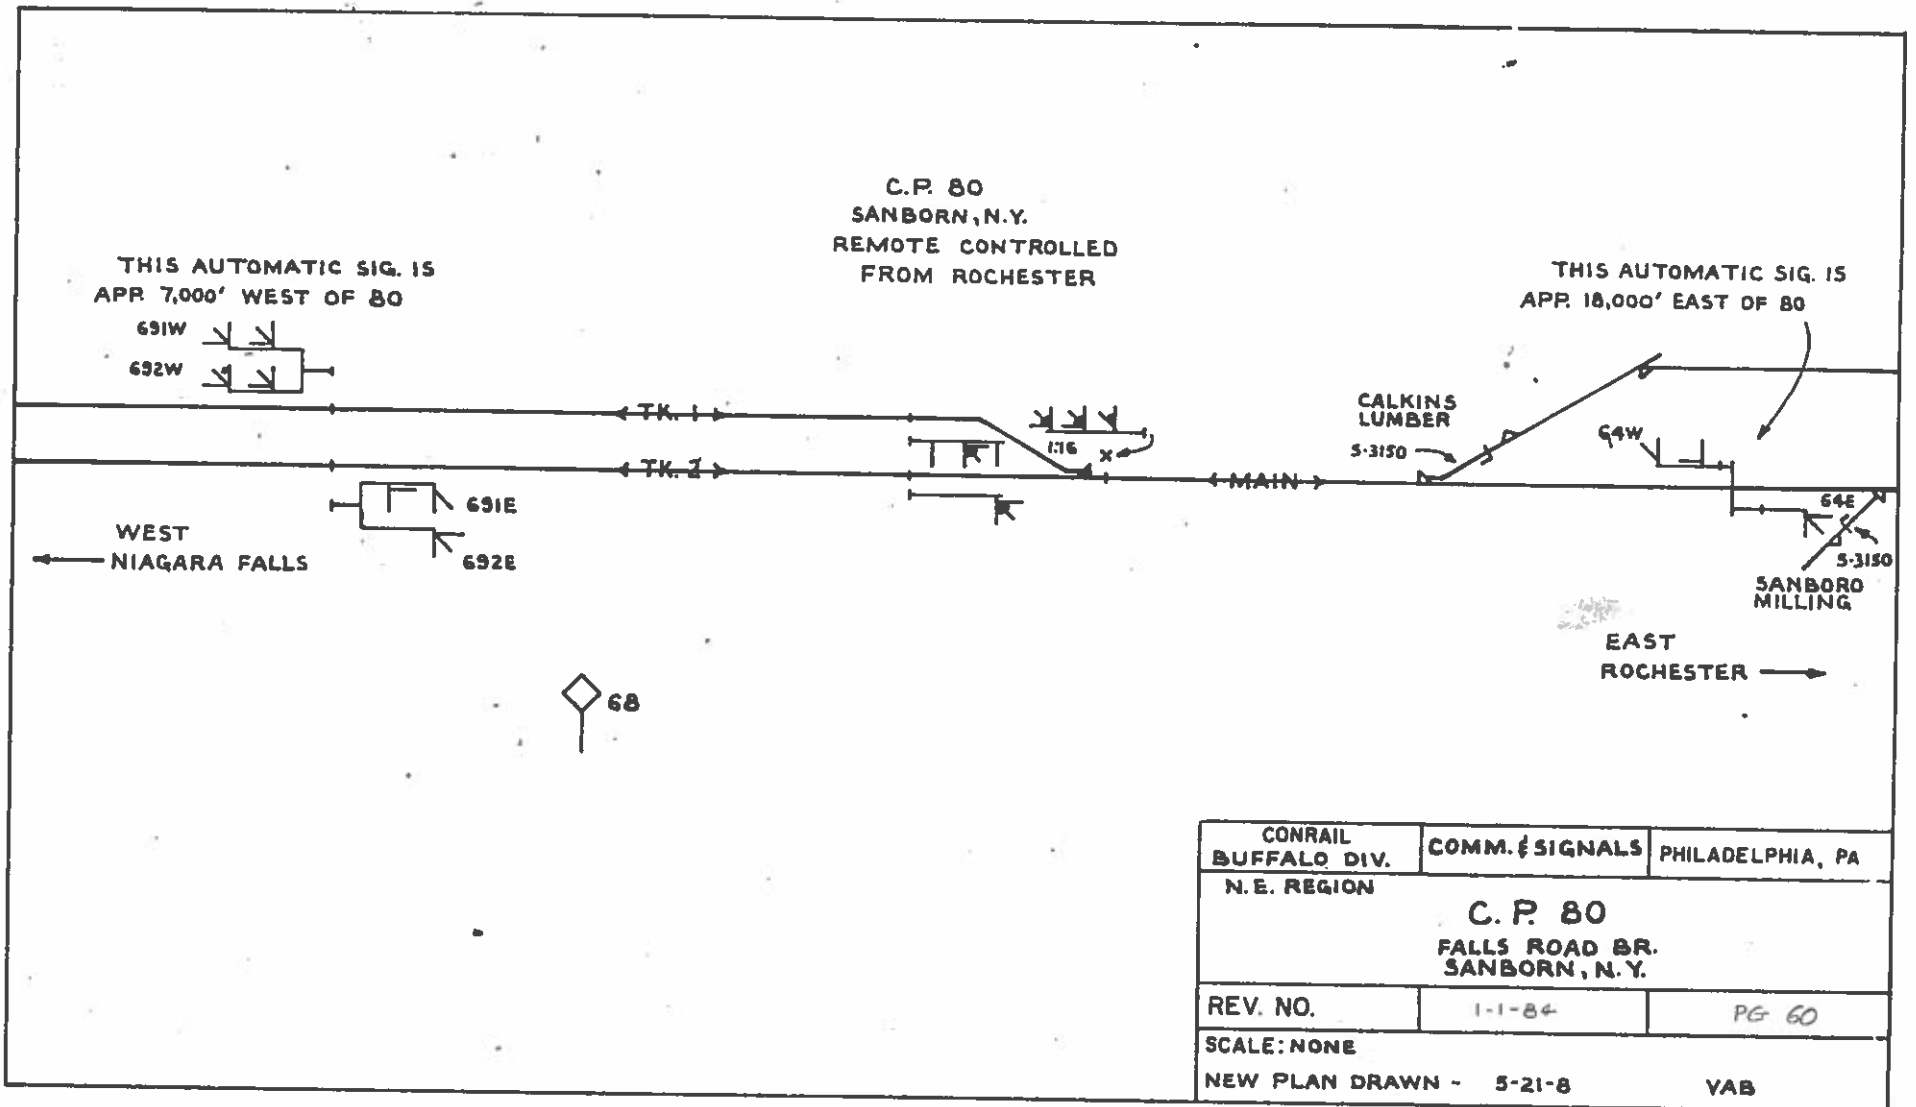 C.P. 80
SANBORN, N.Y.
REMOTE CONTROLLED
FROM ROCHESTER
THIS AUTOMATIC SIG. IS
APP. 7,000' WEST OF 80
691W
692W
THIS AUTOMATIC SIG. IS
APP. 18,000' EAST OF 80
TK. 1
TK. 2
1:16
X
MAIN
CALKINS
LUMBER
S-3150
64W
64E
S-3150
SANBORO
MILLING
691E
692E
WEST
NIAGARA FALLS
EAST
ROCHESTER
68
CONRAIL
BUFFALO DIV.
COMM. & SIGNALS
PHILADELPHIA, PA
N.E. REGION
C.P. 80
FALLS ROAD BR.
SANBORN, N.Y.
REV. NO.
1-1-84
PG 60
SCALE: NONE
NEW PLAN DRAWN - 5-21-8
VAB